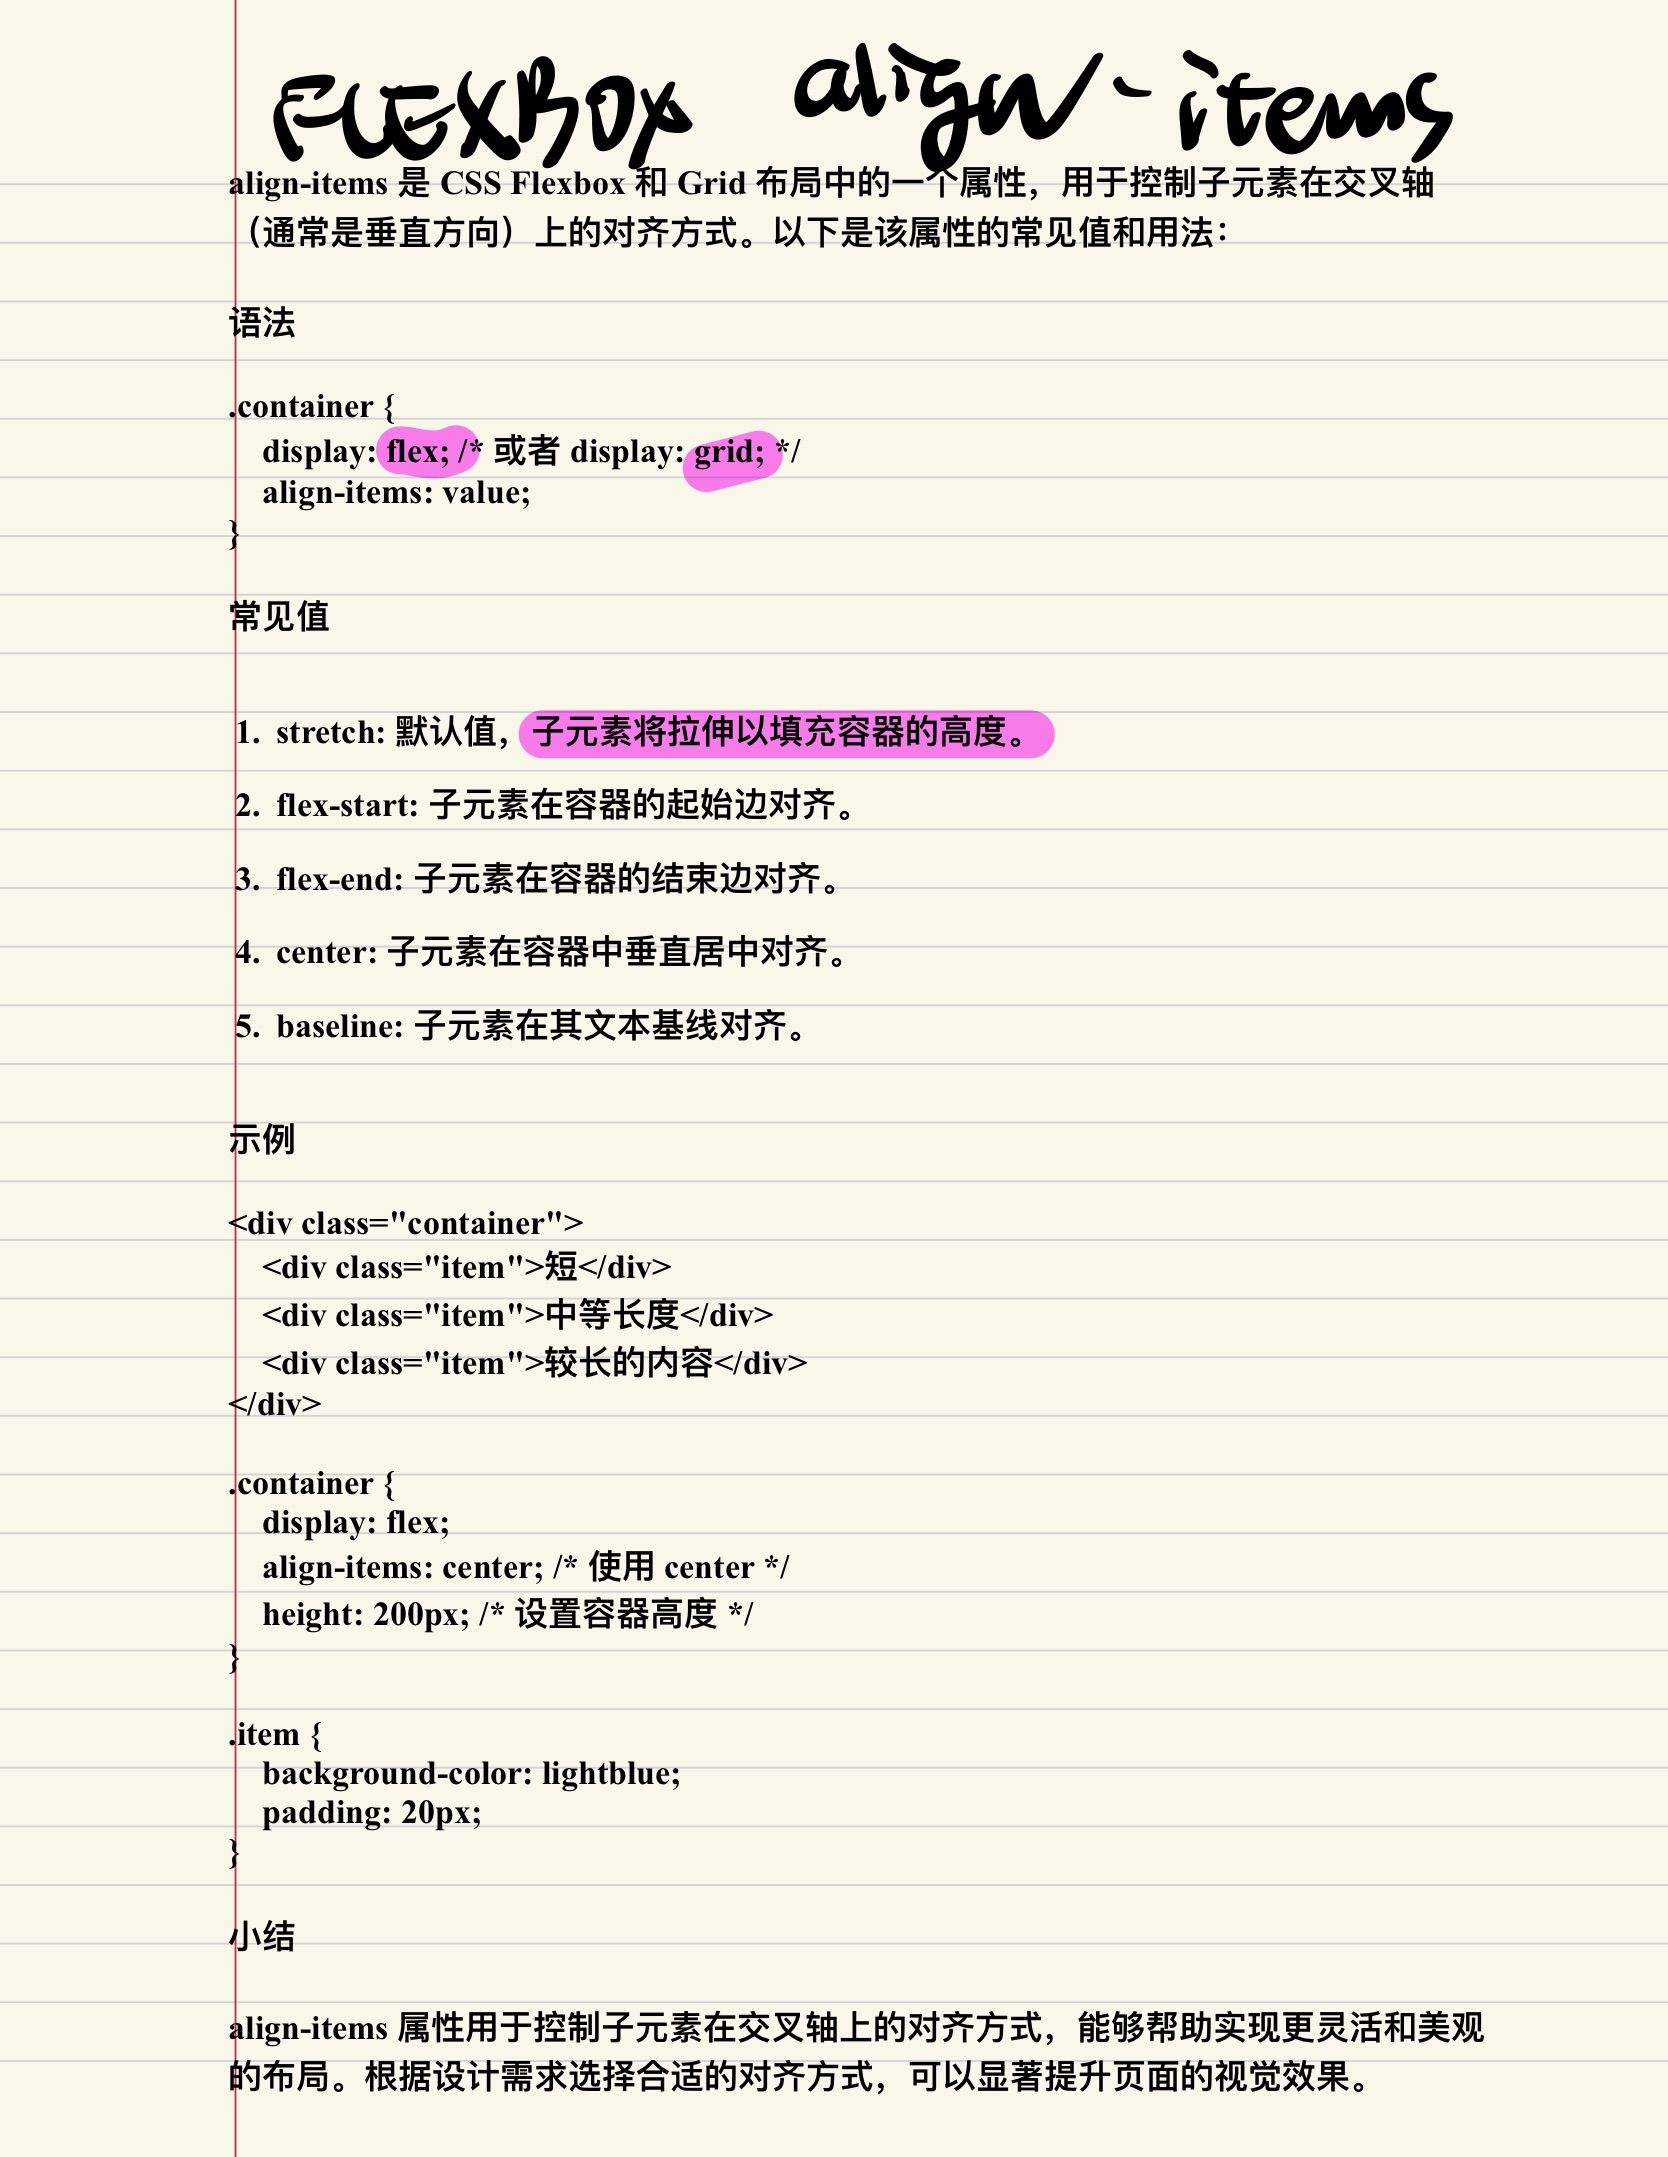 FLEXBOX align-items
align-items 是 CSS Flexbox 和 Grid 布局中的一个属性，用于控制子元素在交叉轴
（通常是垂直方向）上的对齐方式。以下是该属性的常见值和用法：
语法
.container {
display: flex; /* 或者 display: grid; */
align-items: value;
}
常见值
1. stretch: 默认值，子元素将拉伸以填充容器的高度。
2. flex-start: 子元素在容器的起始边对齐。
3. flex-end: 子元素在容器的结束边对齐。
4. center: 子元素在容器中垂直居中对齐。
5. baseline: 子元素在其文本基线对齐。
示例
<div class="container">
<div class="item">短</div>
<div class="item">中等长度</div>
<div class="item">较长的内容</div>
</div>
.container {
display: flex;
align-items: center; /* 使用 center */
height: 200px; /* 设置容器高度 */
}
.item {
background-color: lightblue;
padding: 20px;
}
小结
align-items 属性用于控制子元素在交叉轴上的对齐方式，能够帮助实现更灵活和美观
的布局。根据设计需求选择合适的对齐方式，可以显著提升页面的视觉效果。